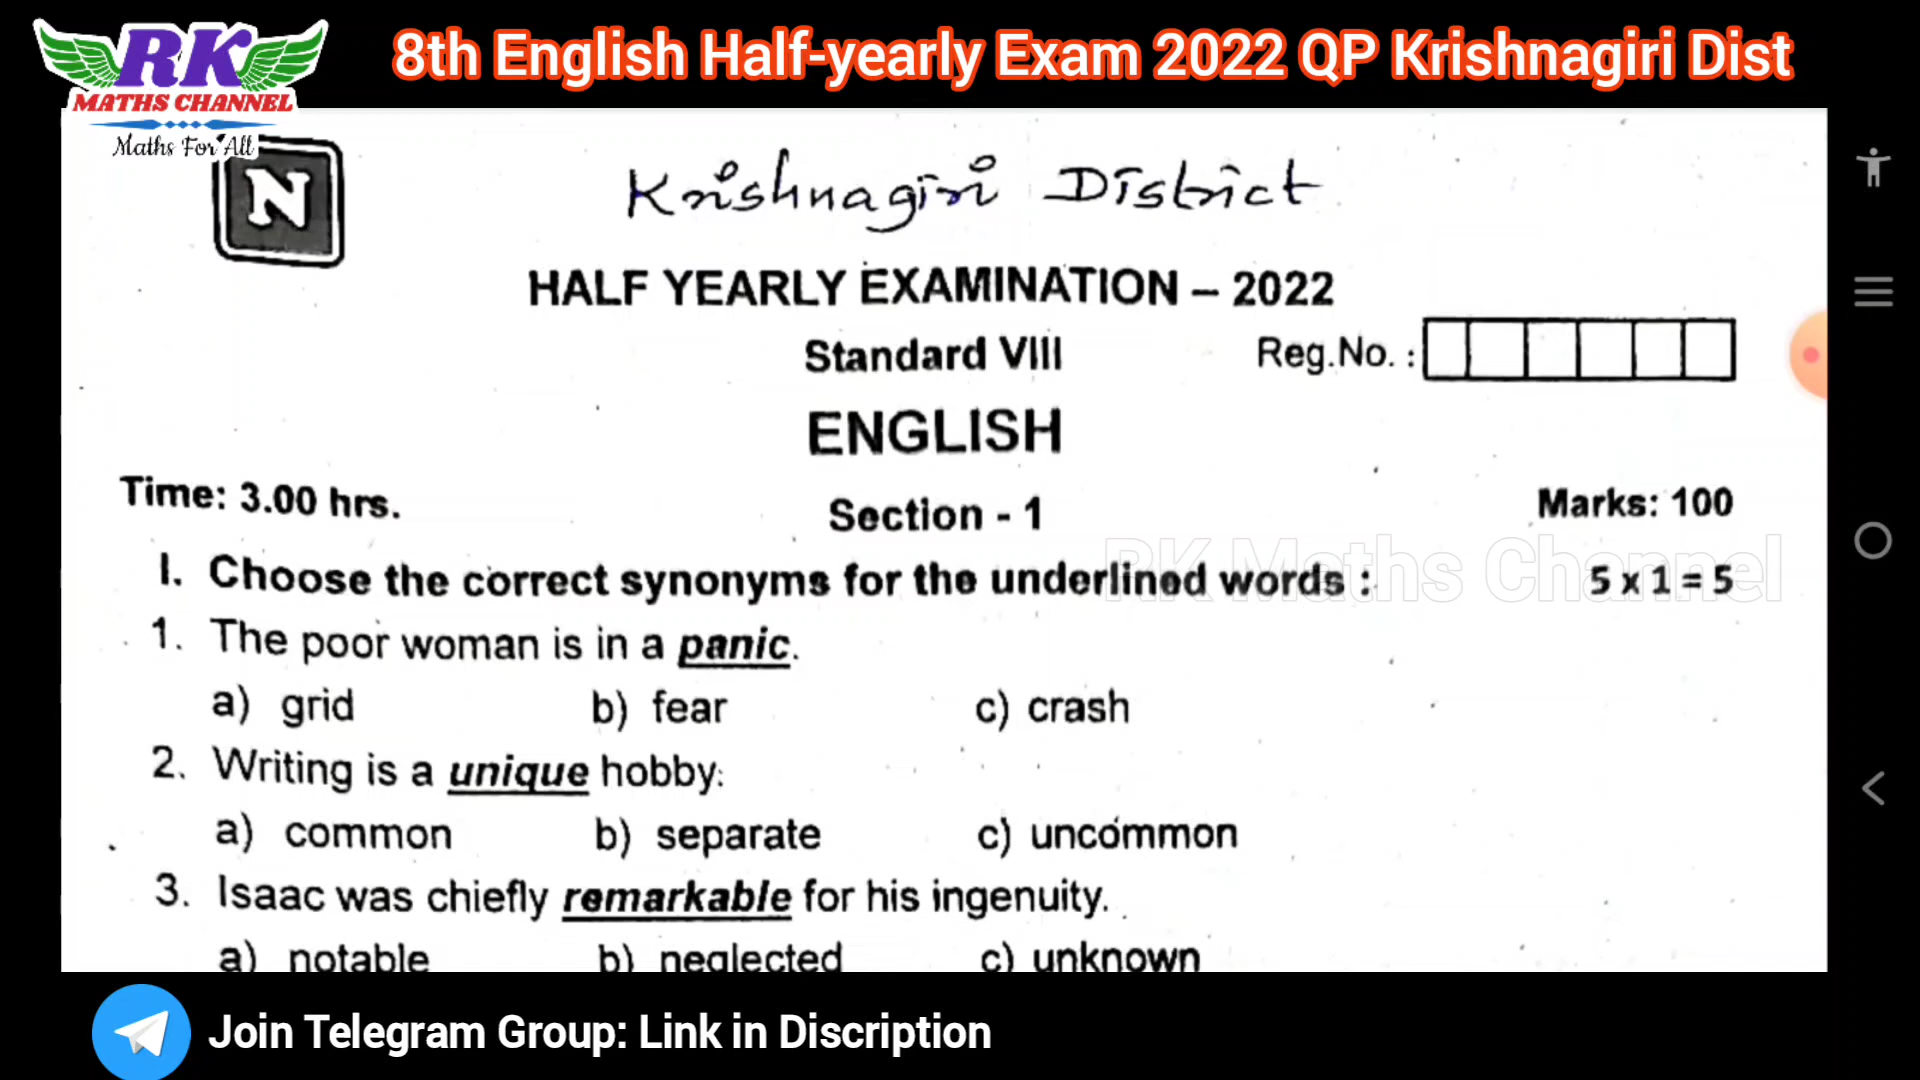 RK
MATHS CHANNEL
Maths For All
8th English Half-yearly Exam 2022 QP Krishnagiri Dist
N
Krishnagiri District
HALF YEARLY EXAMINATION – 2022
Standard VIII
Reg.No. :
ENGLISH
Time: 3.00 hrs.
Section - 1
Marks: 100
RK Maths Channel
I. Choose the correct synonyms for the underlined words : 5 x 1 = 5
1. The poor woman is in a panic.
a) grid b) fear c) crash
2. Writing is a unique hobby.
a) common b) separate c) uncommon
3. Isaac was chiefly remarkable for his ingenuity.
a) notable b) neglected c) unknown
Join Telegram Group: Link in Discription